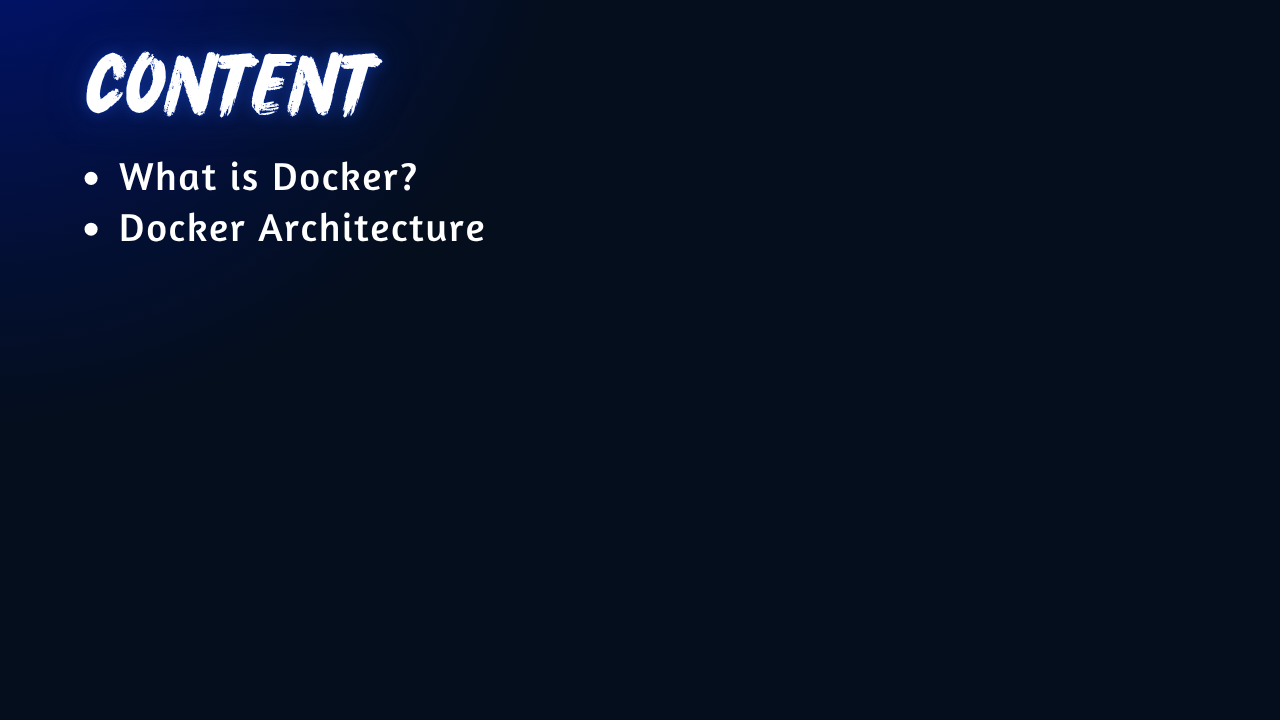 CONTENT
• What is Docker?
• Docker Architecture